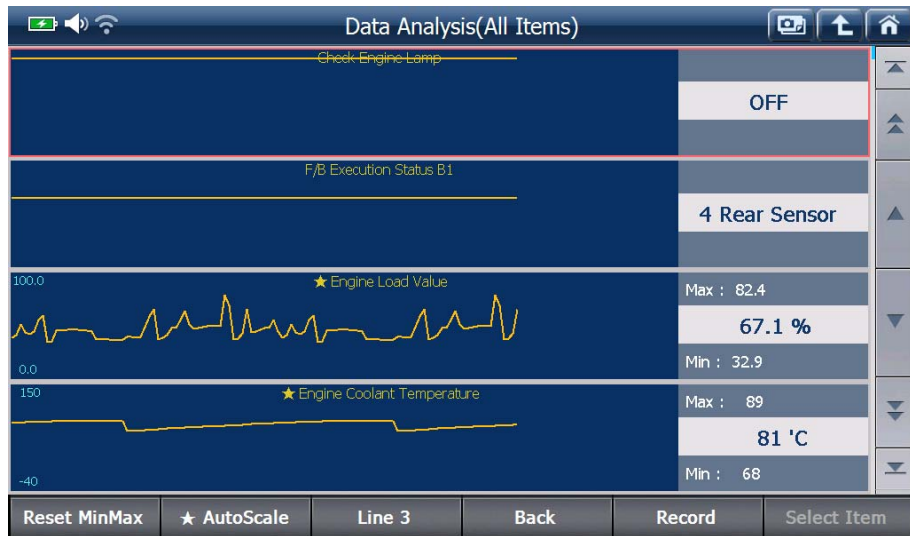 Data Analysis(All Items)
Check Engine Lamp
OFF
F/B Execution Status B1
4 Rear Sensor
100.0
★ Engine Load Value
Max : 82.4
67.1 %
0.0
Min : 32.9
150
★ Engine Coolant Temperature
Max : 89
81 'C
-40
Min : 68
Reset MinMax
★ AutoScale
Line 3
Back
Record
Select Item